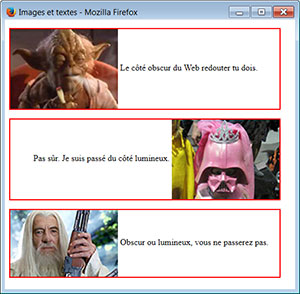 Images et textes - Mozilla Firefox
Le côté obscur du Web redouter tu dois.
Pas sûr. Je suis passé du côté lumineux.
Obscur ou lumineux, vous ne passerez pas.